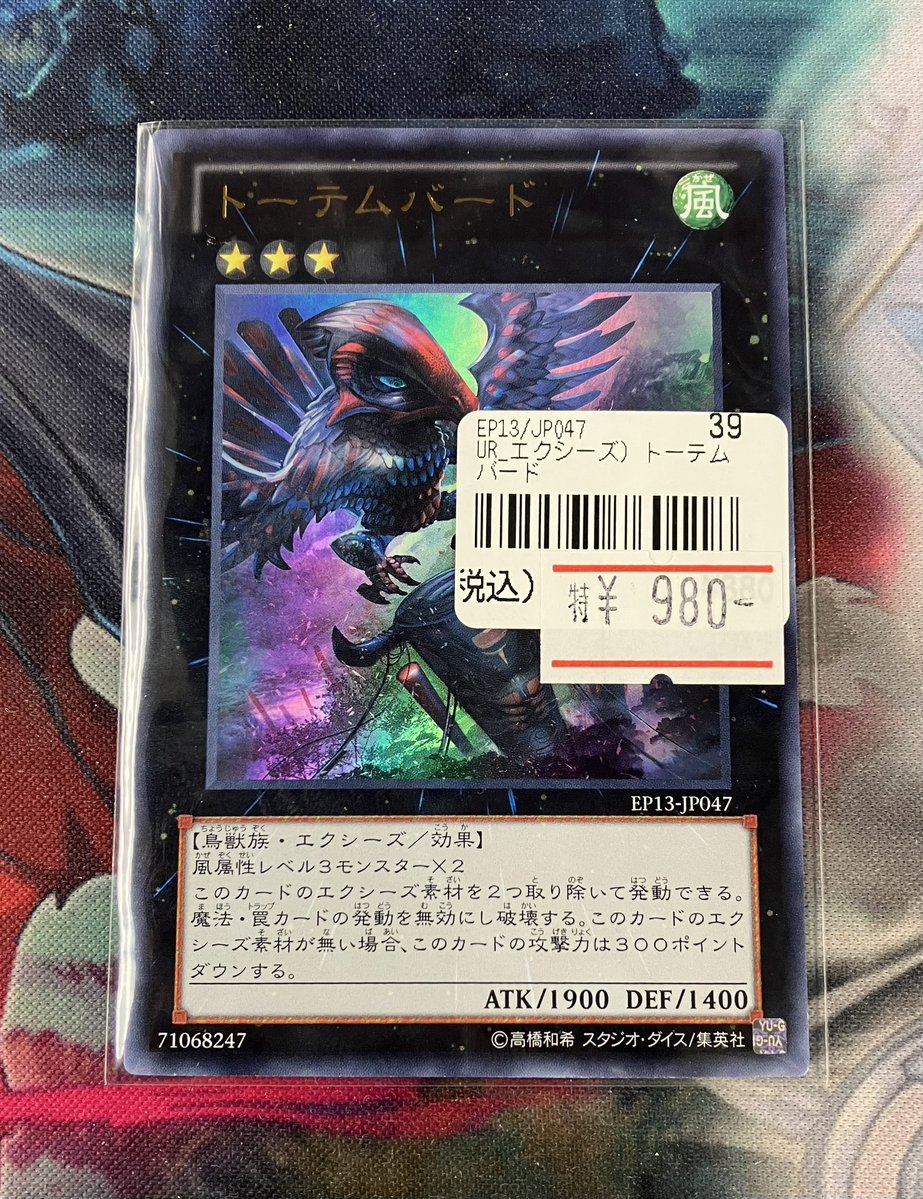 トーテムバード
かぜ
風
EP13/JP047 39
UR_エクシーズ) トーテム
バード
税込)
特¥ 980-
EP13-JP047
【鳥獣族・エクシーズ/効果】
風属性レベル3モンスター×2
このカードのエクシーズ素材を2つ取り除いて発動できる。
魔法・罠カードの発動を無効にし破壊する。このカードのエク
シーズ素材が無い場合、このカードの攻撃力は300ポイント
ダウンする。
ATK/1900 DEF/1400
71068247
©高橋和希 スタジオ・ダイス/集英社
YU-G